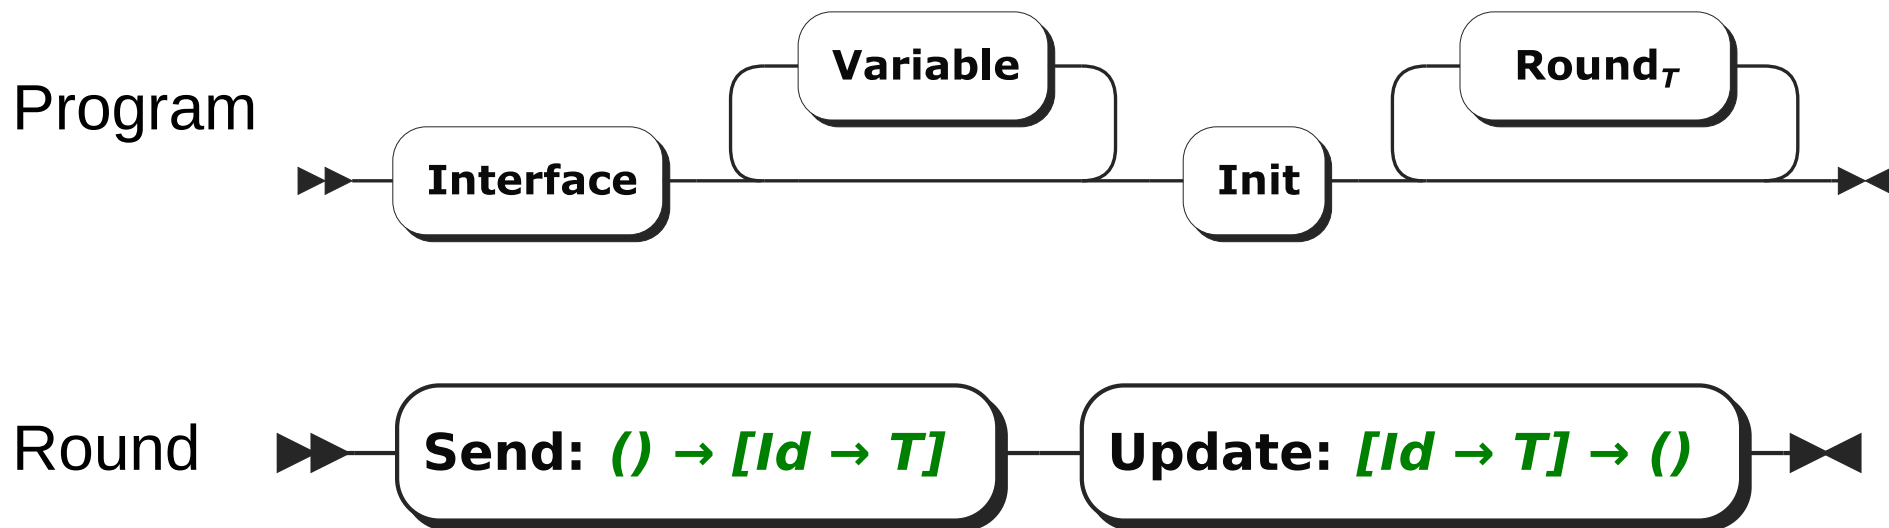 Program
Variable
Round_T
Interface
Init
Round
Send: () → [Id → T]
Update: [Id → T] → ()